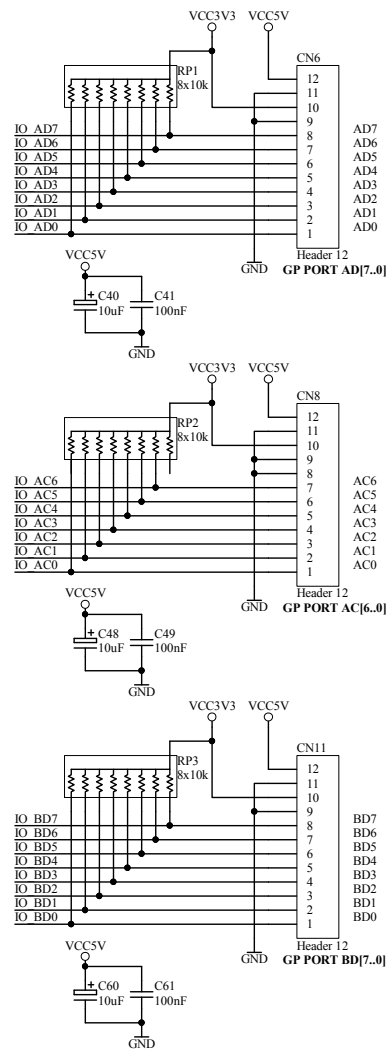 VCC3V3 VCC5V
CN6
RP1
8x10k
12
11
10
9
IO_AD7 8 AD7
IO_AD6 7 AD6
IO_AD5 6 AD5
IO_AD4 5 AD4
IO_AD3 4 AD3
IO_AD2 3 AD2
IO_AD1 2 AD1
IO_AD0 1 AD0
Header 12
GND GP PORT AD[7..0]
VCC5V
+ C40 C41
10uF 100nF
GND
VCC3V3 VCC5V
CN8
RP2
8x10k
12
11
10
9
8
IO_AC6 7 AC6
IO_AC5 6 AC5
IO_AC4 5 AC4
IO_AC3 4 AC3
IO_AC2 3 AC2
IO_AC1 2 AC1
IO_AC0 1 AC0
Header 12
GND GP PORT AC[6..0]
VCC5V
+ C48 C49
10uF 100nF
GND
VCC3V3 VCC5V
CN11
RP3
8x10k
12
11
10
9
IO_BD7 8 BD7
IO_BD6 7 BD6
IO_BD5 6 BD5
IO_BD4 5 BD4
IO_BD3 4 BD3
IO_BD2 3 BD2
IO_BD1 2 BD1
IO_BD0 1 BD0
Header 12
GND GP PORT BD[7..0]
VCC5V
+ C60 C61
10uF 100nF
GND